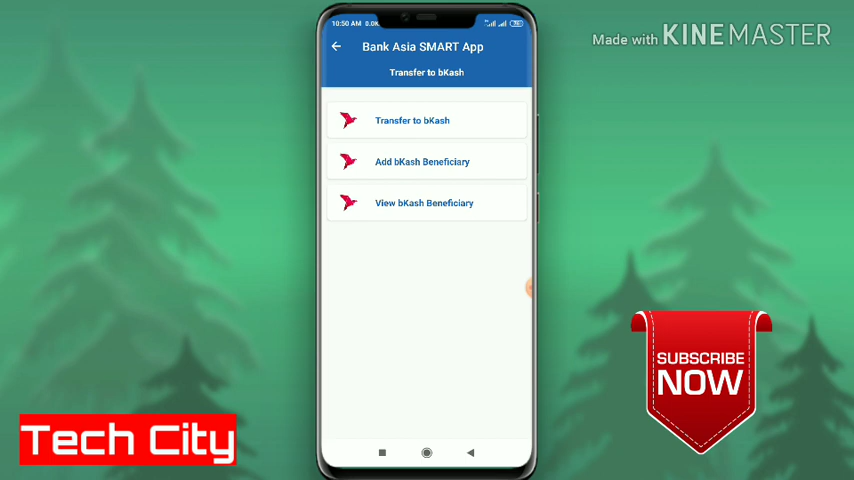 10:50 AM
Made with KINEMASTER
Bank Asia SMART App
Transfer to bKash
Transfer to bKash
Add bKash Beneficiary
View bKash Beneficiary
SUBSCRIBE
NOW
Tech City